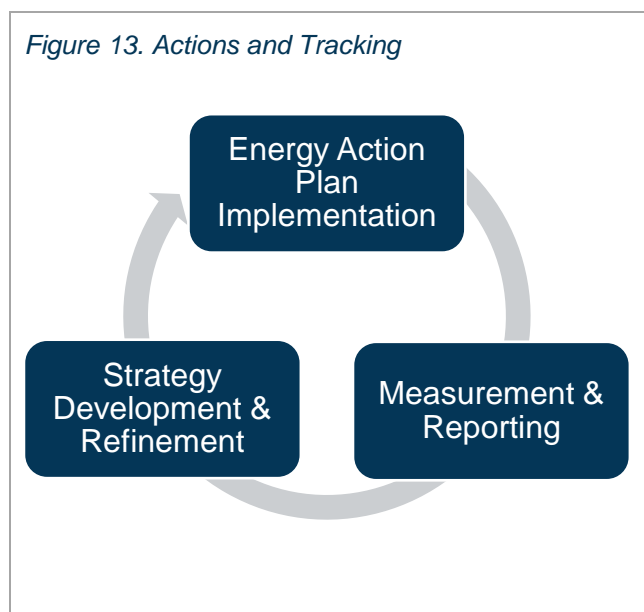 Figure 13. Actions and Tracking
Energy Action
Plan
Implementation
Strategy
Development &
Refinement
Measurement &
Reporting